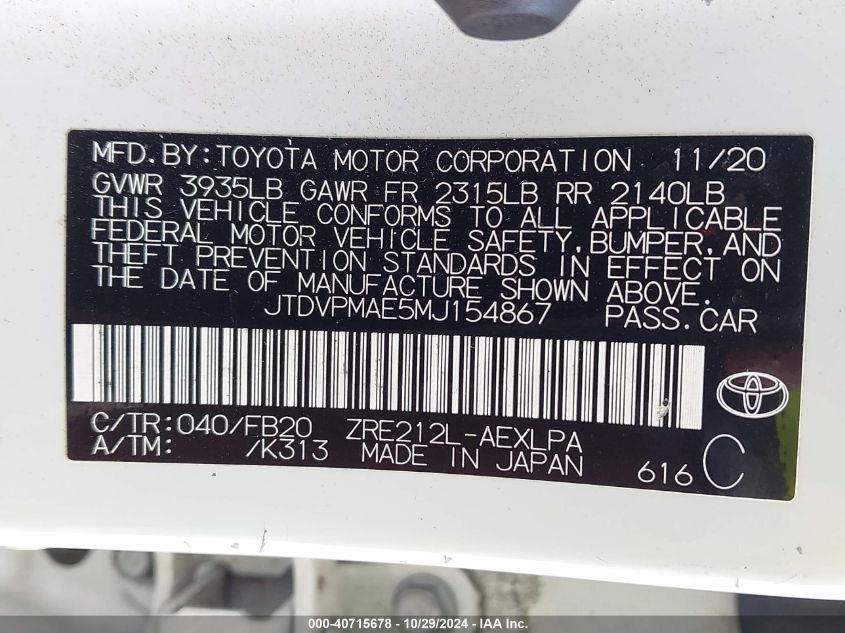 MFD.BY:TOYOTA MOTOR CORPORATION 11/20
GVWR 3935LB GAWR FR 2315LB RR 2140LB
THIS VEHICLE CONFORMS TO ALL APPLICABLE
FEDERAL MOTOR VEHICLE SAFETY, BUMPER, AND
THEFT PREVENTION STANDARDS IN EFFECT ON
THE DATE OF MANUFACTURE SHOWN ABOVE.
JTDVPMAE5MJ154867 PASS.CAR
C/TR:040/FB20 ZRE212L-AEXLPA
A/TM: /K313 MADE IN JAPAN 616 C
000-40715678 - 10/29/2024 - IAA Inc.